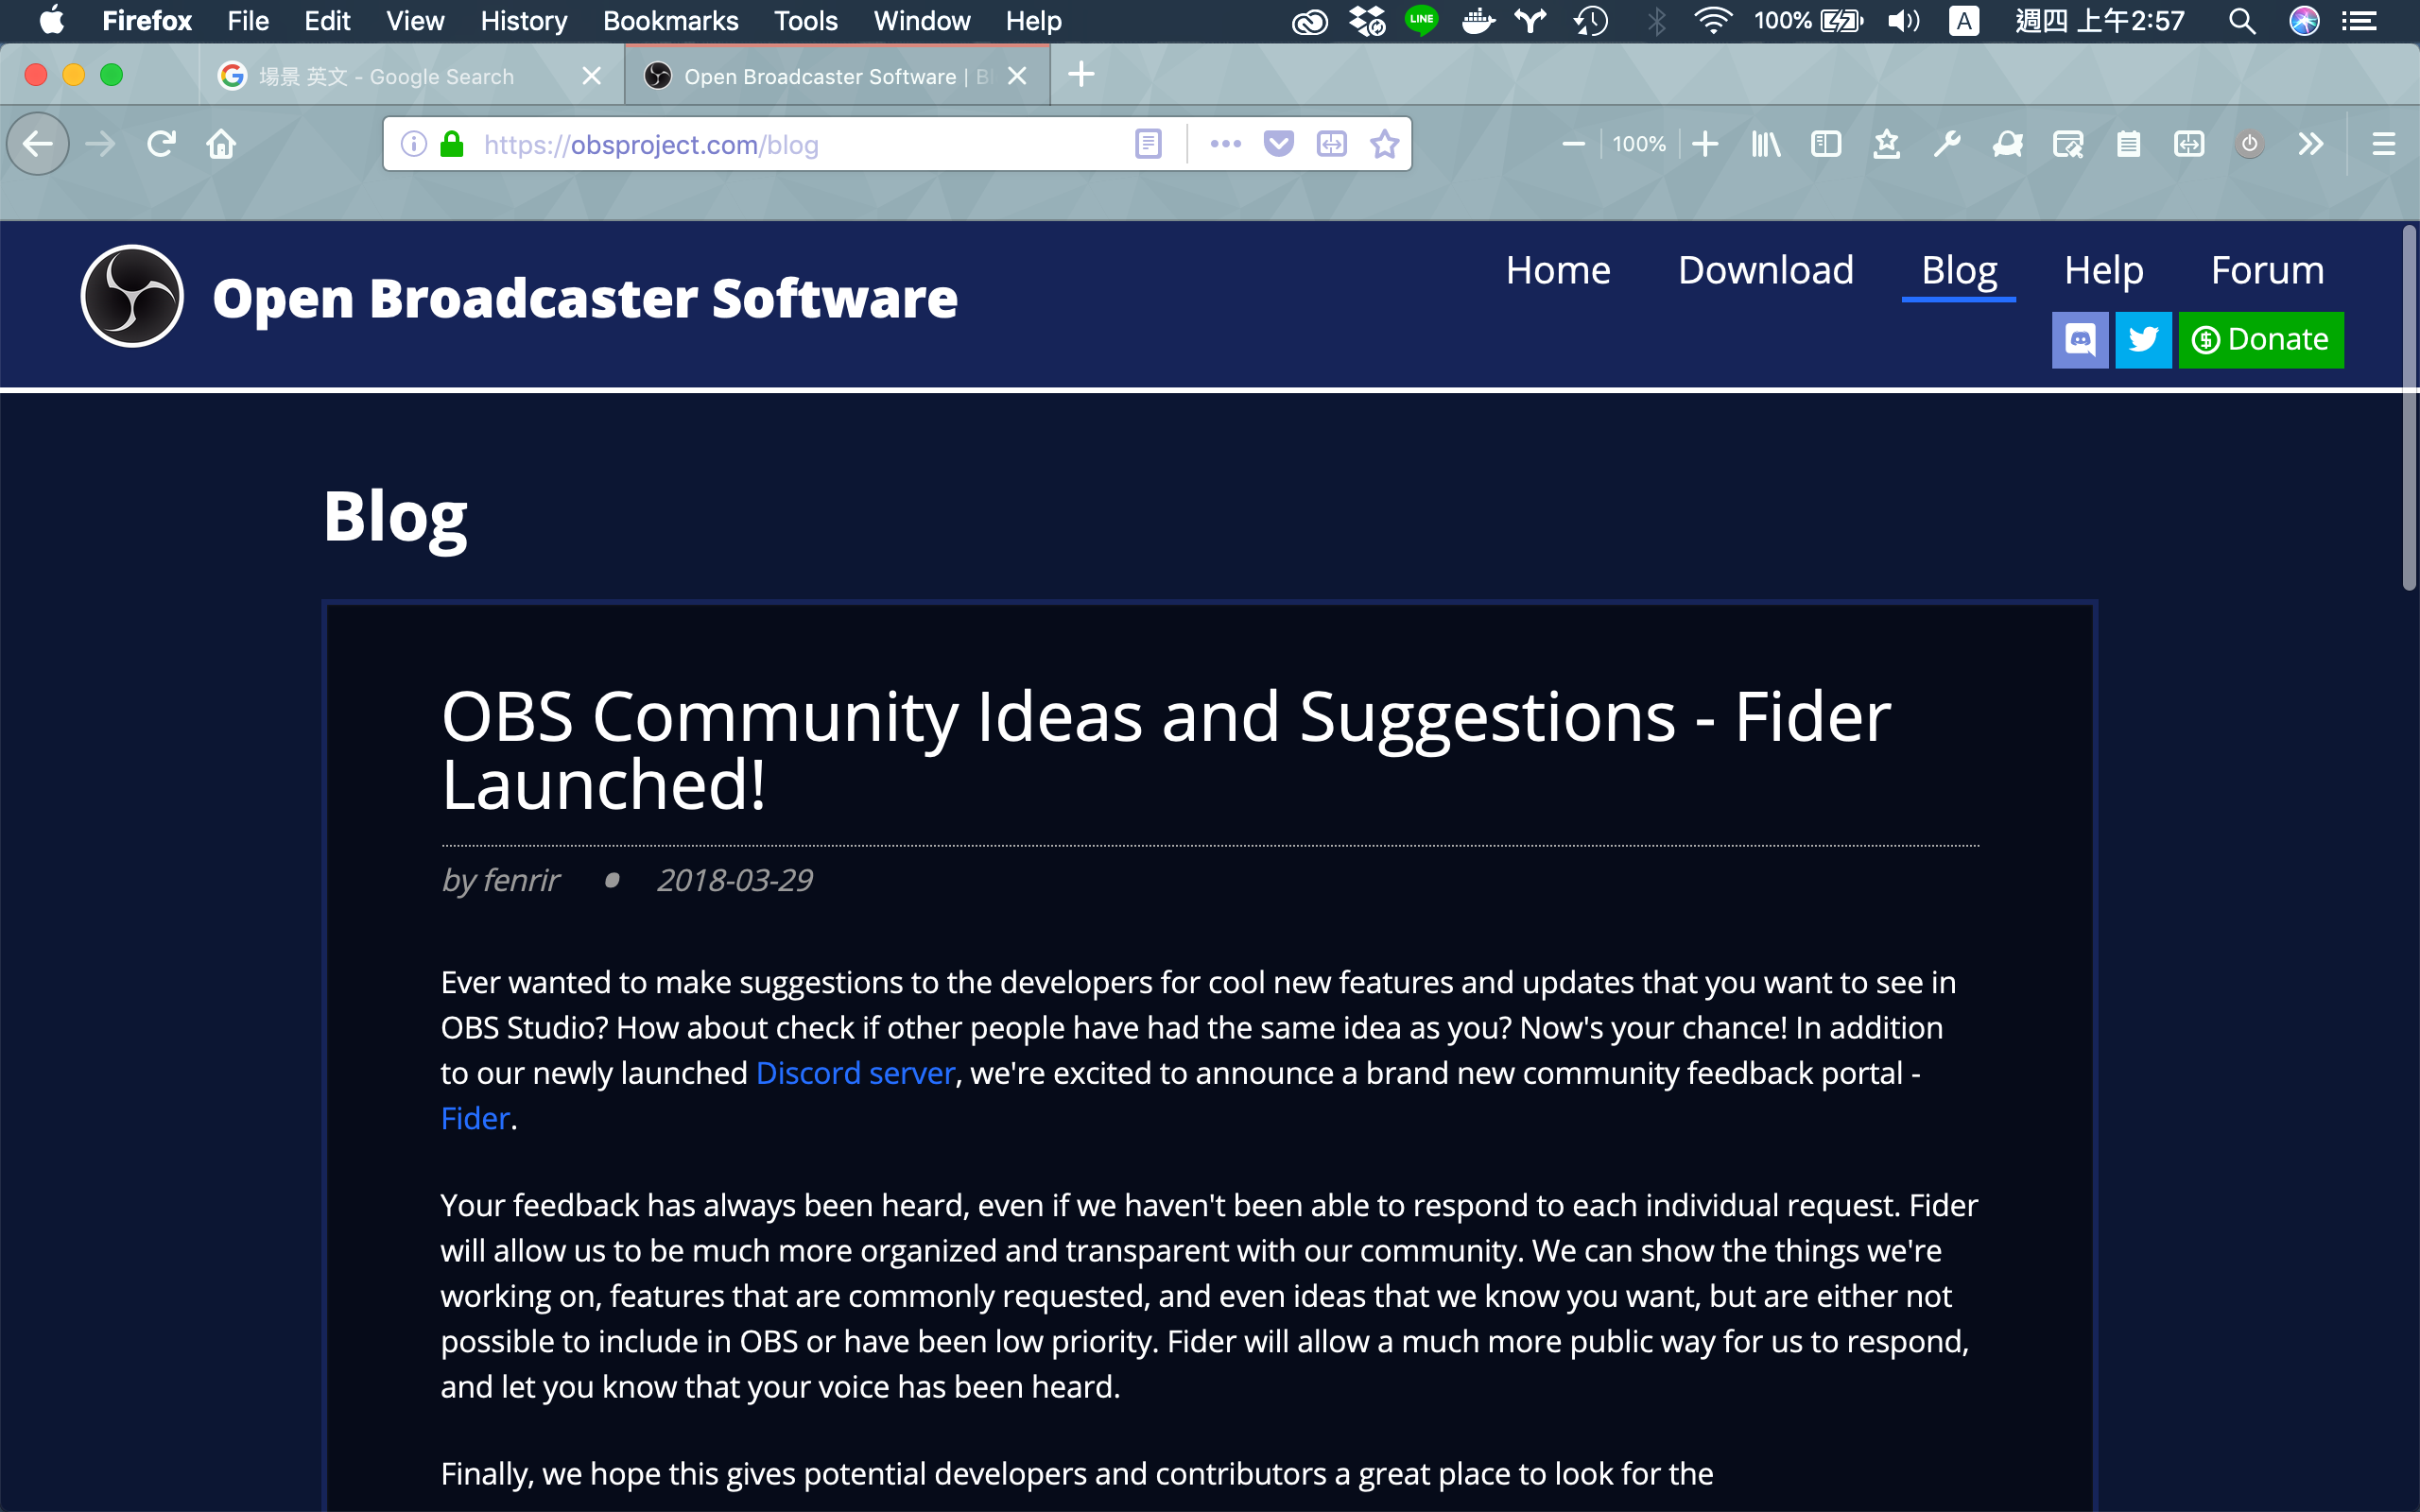 Firefox File Edit View History Bookmarks Tools Window Help LINE 100% A 週四 上午2:57
場景 英文 - Google Search Open Broadcaster Software | Bl
https://obsproject.com/blog 100%
Open Broadcaster Software
Home Download Blog Help Forum
Donate
Blog
OBS Community Ideas and Suggestions - Fider
Launched!
by fenrir • 2018-03-29
Ever wanted to make suggestions to the developers for cool new features and updates that you want to see in
OBS Studio? How about check if other people have had the same idea as you? Now's your chance! In addition
to our newly launched Discord server, we're excited to announce a brand new community feedback portal -
Fider.
Your feedback has always been heard, even if we haven't been able to respond to each individual request. Fider
will allow us to be much more organized and transparent with our community. We can show the things we're
working on, features that are commonly requested, and even ideas that we know you want, but are either not
possible to include in OBS or have been low priority. Fider will allow a much more public way for us to respond,
and let you know that your voice has been heard.
Finally, we hope this gives potential developers and contributors a great place to look for the